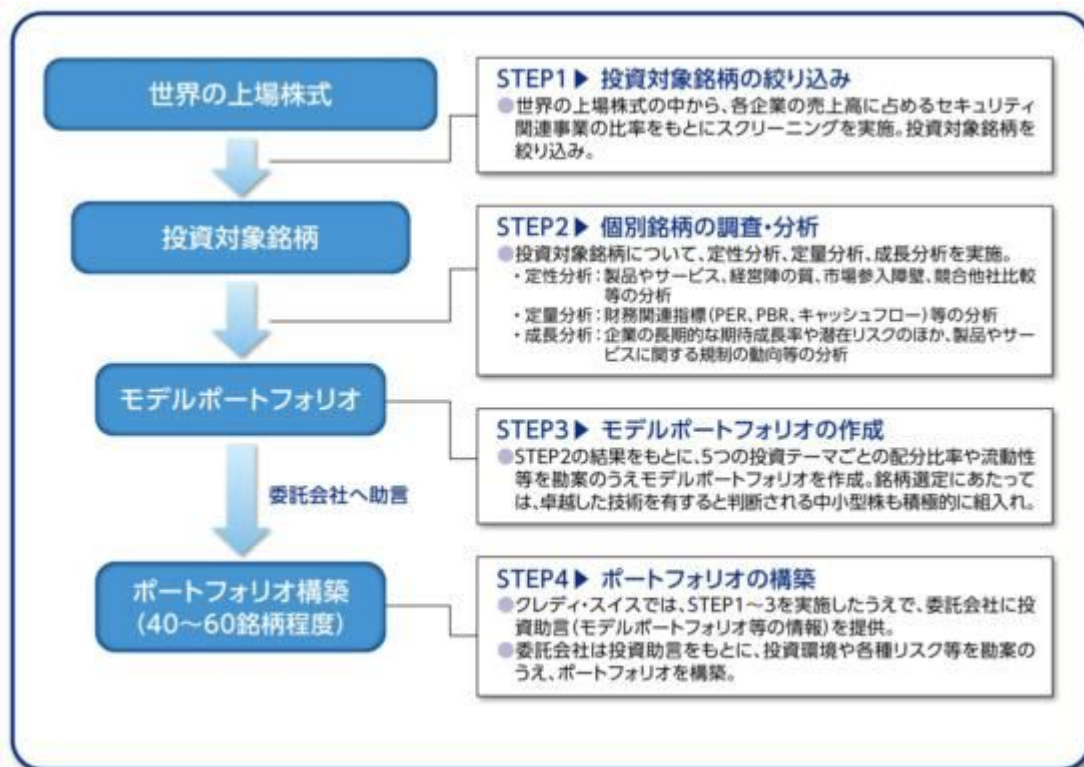 世界の上場株式
STEP1▶ 投資対象銘柄の絞り込み
●世界の上場株式の中から、各企業の売上高に占めるセキュリティ
関連事業の比率をもとにスクリーニングを実施。投資対象銘柄を
絞り込み。
投資対象銘柄
STEP2▶ 個別銘柄の調査・分析
●投資対象銘柄について、定性分析、定量分析、成長分析を実施。
・定性分析：製品やサービス、経営陣の質、市場参入障壁、競合他社比較
等の分析
・定量分析：財務関連指標（PER、PBR、キャッシュフロー）等の分析
・成長分析：企業の長期的な期待成長率や潜在リスクのほか、製品やサー
ビスに関する規制の動向等の分析
モデルポートフォリオ
STEP3▶ モデルポートフォリオの作成
●STEP2の結果をもとに、5つの投資テーマごとの配分比率や流動性
等を勘案のうえモデルポートフォリオを作成。銘柄選定にあたって
は、卓越した技術を有すると判断される中小型株も積極的に組入れ。
委託会社へ助言
ポートフォリオ構築
（40～60銘柄程度）
STEP4▶ ポートフォリオの構築
●クレディ・スイスでは、STEP1～3を実施したうえで、委託会社に投
資助言（モデルポートフォリオ等の情報）を提供。
●委託会社は投資助言をもとに、投資環境や各種リスク等を勘案の
うえ、ポートフォリオを構築。